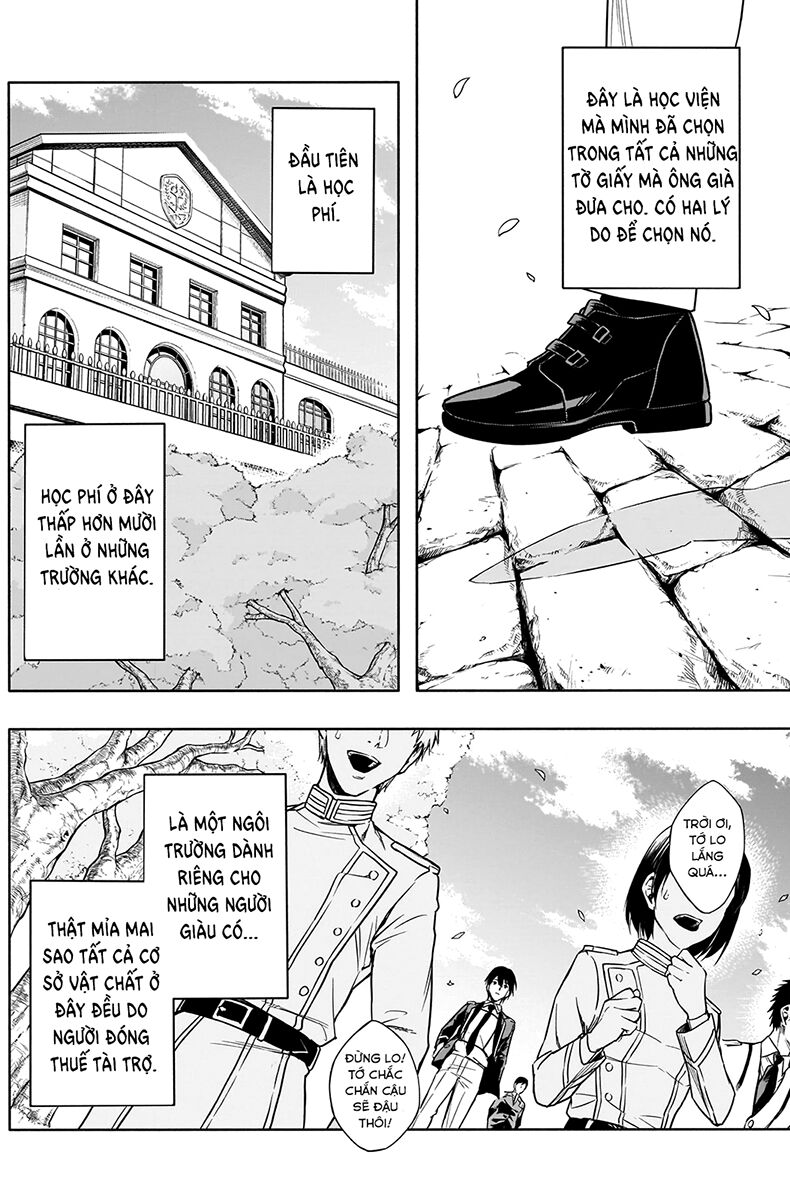 ĐÂY LÀ HỌC VIỆN
MÀ MÌNH ĐÃ CHỌN
TRONG TẤT CẢ NHỮNG
TỜ GIẤY MÀ ÔNG GIÀ
ĐƯA CHO. CÓ HAI LÝ
DO ĐỂ CHỌN NÓ.
ĐẦU TIÊN
LÀ HỌC
PHÍ.
HỌC PHÍ Ở ĐÂY
THẤP HƠN MƯỜI
LẦN Ở NHỮNG
TRƯỜNG KHÁC.
TRỜI ƠI,
TỚ LO
LẮNG
QUÁ...
ĐỪNG LO!
TỚ CHẮC
CHẮN CẬU
SẼ ĐẬU
THÔI!
LÀ MỘT NGÔI
TRƯỜNG DÀNH
RIÊNG CHO
NHỮNG NGƯỜI
GIÀU CÓ...
THẬT MỈA MAI
SAO TẤT CẢ CƠ
SỞ VẬT CHẤT Ở
ĐÂY ĐỀU DO
NGƯỜI ĐÓNG
THUẾ TÀI TRỢ.